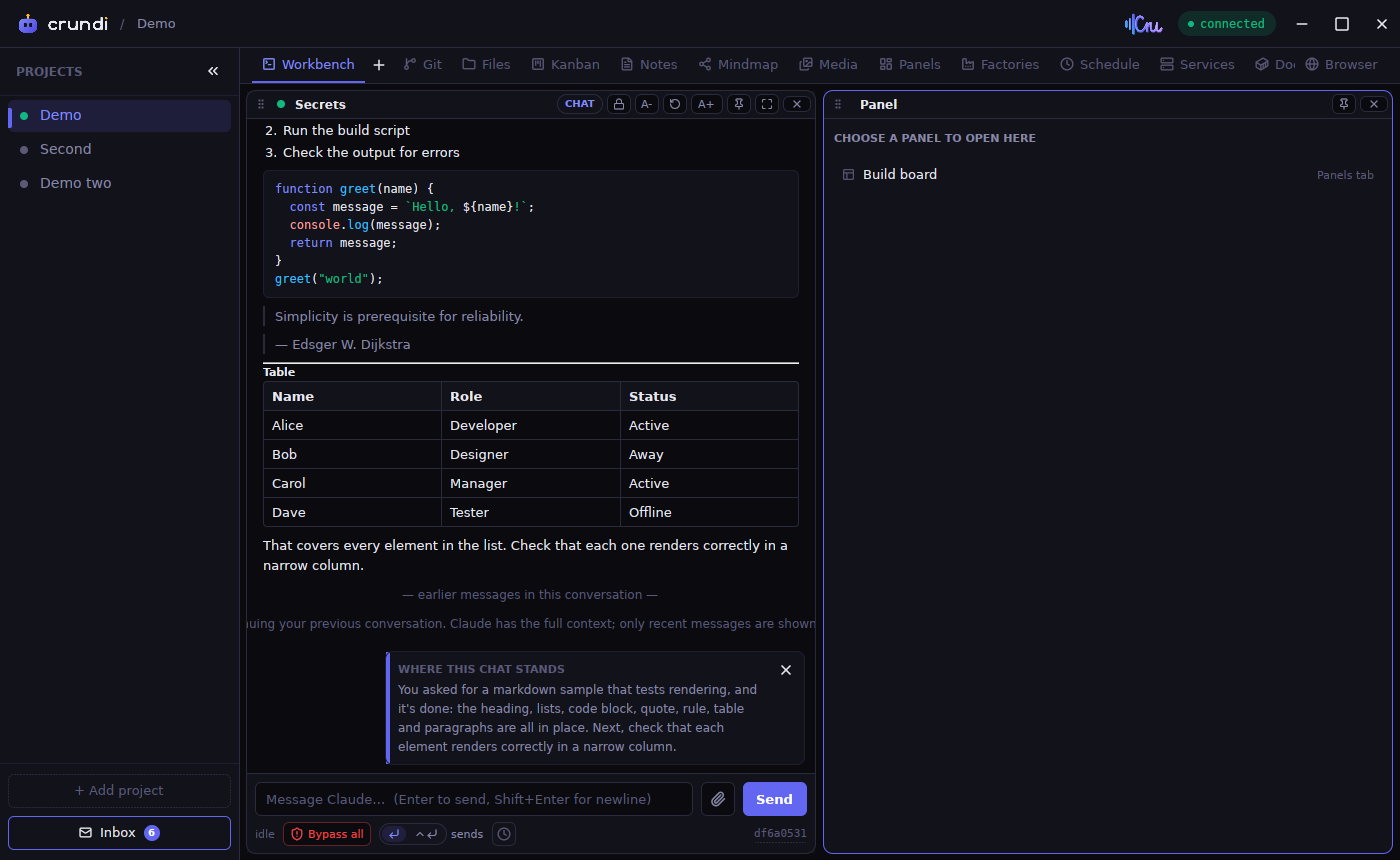 crundi / Demo
Cru
connected
PROJECTS
Workbench
Git
Files
Kanban
Notes
Mindmap
Media
Panels
Factories
Schedule
Services
Browser
Demo
Second
Demo two
+ Add project
Inbox 6
Secrets
CHAT
A-
A+
2. Run the build script
3. Check the output for errors
function greet(name) {
  const message = `Hello, ${name}!`;
  console.log(message);
  return message;
}
greet("world");
Simplicity is prerequisite for reliability.
— Edsger W. Dijkstra
Table
Name Role Status
Alice Developer Active
Bob Designer Away
Carol Manager Active
Dave Tester Offline
That covers every element in the list. Check that each one renders correctly in a
narrow column.
— earlier messages in this conversation —
your previous conversation. Claude has the full context; only recent messages are shown
WHERE THIS CHAT STANDS
You asked for a markdown sample that tests rendering, and
it's done: the heading, lists, code block, quote, rule, table
and paragraphs are all in place. Next, check that each
element renders correctly in a narrow column.
Message Claude... (Enter to send, Shift+Enter for newline)
Send
idle
Bypass all
sends
df6a0531
Panel
CHOOSE A PANEL TO OPEN HERE
Build board
Panels tab